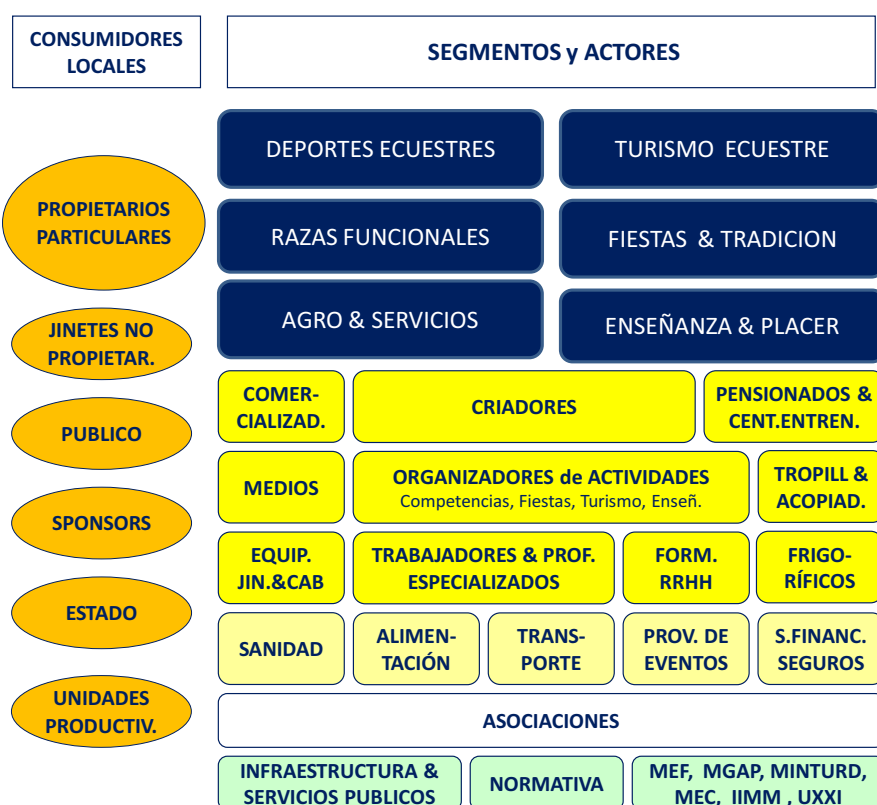 CONSUMIDORES
LOCALES
SEGMENTOS y ACTORES
PROPIETARIOS
PARTICULARES
JINETES NO
PROPIETAR.
PUBLICO
SPONSORS
ESTADO
UNIDADES
PRODUCTIV.
DEPORTES ECUESTRES
TURISMO ECUESTRE
RAZAS FUNCIONALES
FIESTAS & TRADICION
AGRO & SERVICIOS
ENSEÑANZA & PLACER
COMER-
CIALIZAD.
CRIADORES
PENSIONADOS &
CENT.ENTREN.
MEDIOS
ORGANIZADORES de ACTIVIDADES
Competencias, Fiestas, Turismo, Enseñ.
TROPILL &
ACOPIAD.
EQUIP.
JIN.&CAB
TRABAJADORES & PROF.
ESPECIALIZADOS
FORM.
RRHH
FRIGO-
RÍFICOS
SANIDAD
ALIMEN-
TACIÓN
TRANS-
PORTE
PROV. DE
EVENTOS
S.FINANC.
SEGUROS
ASOCIACIONES
INFRAESTRUCTURA &
SERVICIOS PUBLICOS
NORMATIVA
MEF, MGAP, MINTURD,
MEC, IIMM , UXXI